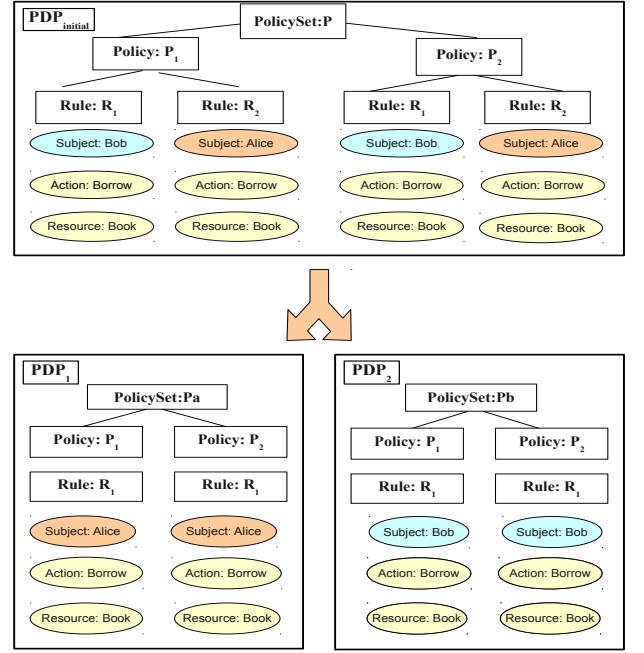 PDPinitial
PolicySet:P
Policy: P1 Policy: P2
Rule: R1 Rule: R2 Rule: R1 Rule: R2
Subject: Bob Subject: Alice Subject: Bob Subject: Alice
Action: Borrow Action: Borrow Action: Borrow Action: Borrow
Resource: Book Resource: Book Resource: Book Resource: Book
PDP1
PolicySet:Pa
Policy: P1 Policy: P2
Rule: R1 Rule: R1
Subject: Alice Subject: Alice
Action: Borrow Action: Borrow
Resource: Book Resource: Book
PDP2
PolicySet:Pb
Policy: P1 Policy: P2
Rule: R1 Rule: R1
Subject: Bob Subject: Bob
Action: Borrow Action: Borrow
Resource: Book Resource: Book